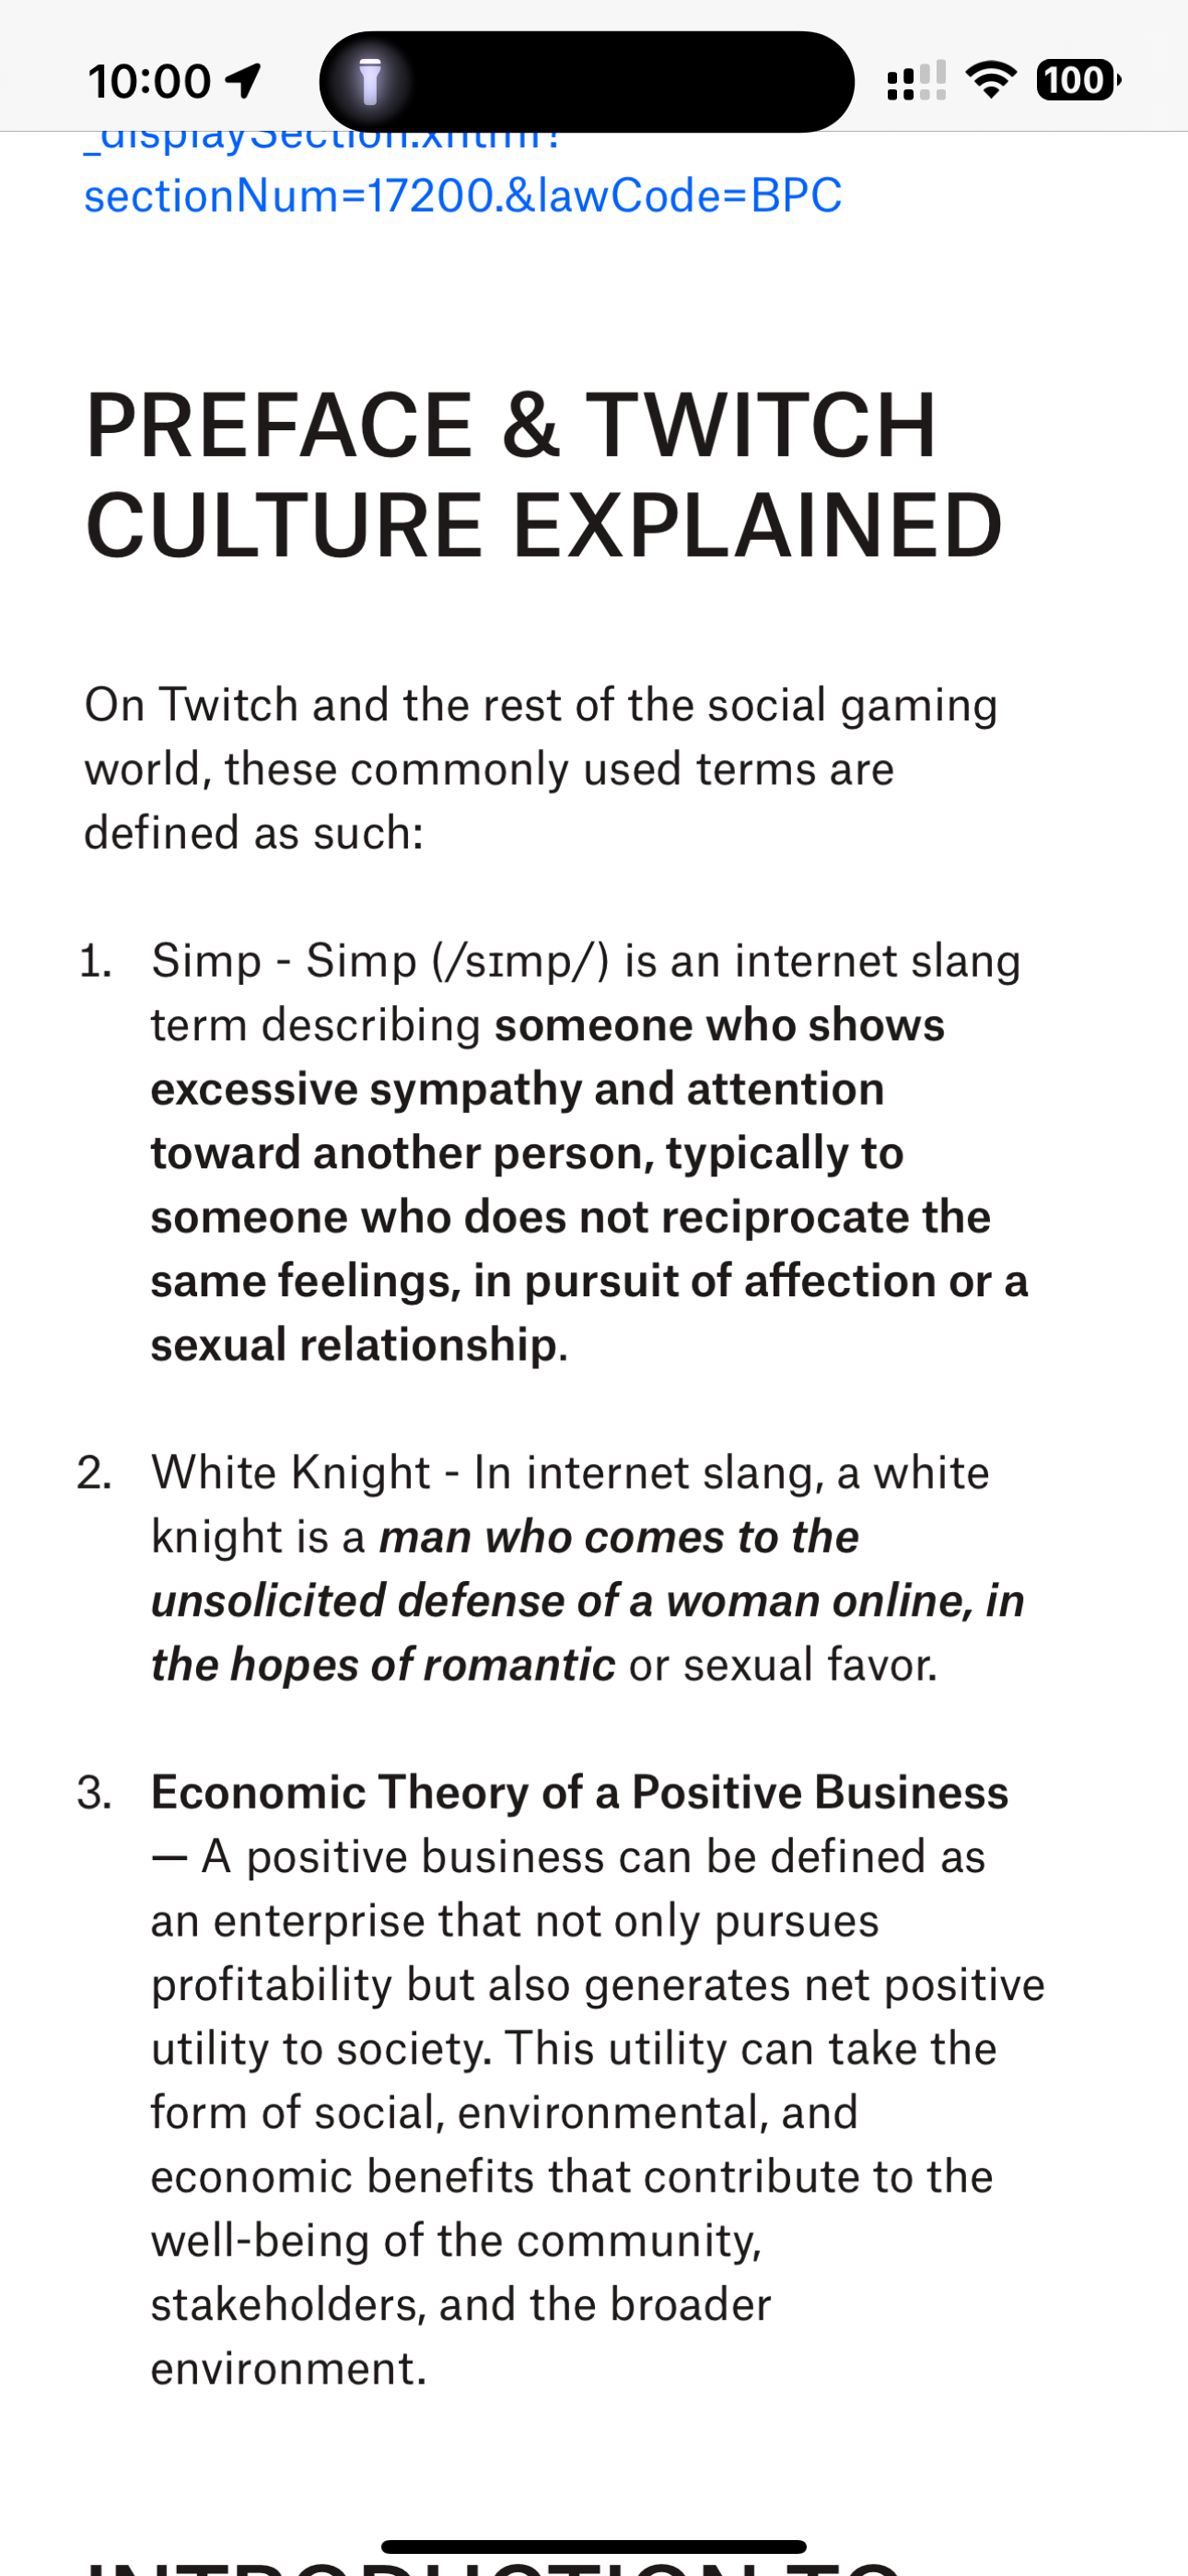 10:00
100
_displaySection.xhtml?
sectionNum=17200.&lawCode=BPC
PREFACE & TWITCH
CULTURE EXPLAINED
On Twitch and the rest of the social gaming
world, these commonly used terms are
defined as such:
1. Simp - Simp (/sɪmp/) is an internet slang
term describing someone who shows
excessive sympathy and attention
toward another person, typically to
someone who does not reciprocate the
same feelings, in pursuit of affection or a
sexual relationship.
2. White Knight - In internet slang, a white
knight is a man who comes to the
unsolicited defense of a woman online, in
the hopes of romantic or sexual favor.
3. Economic Theory of a Positive Business
— A positive business can be defined as
an enterprise that not only pursues
profitability but also generates net positive
utility to society. This utility can take the
form of social, environmental, and
economic benefits that contribute to the
well-being of the community,
stakeholders, and the broader
environment.
INTRODUCTION TO